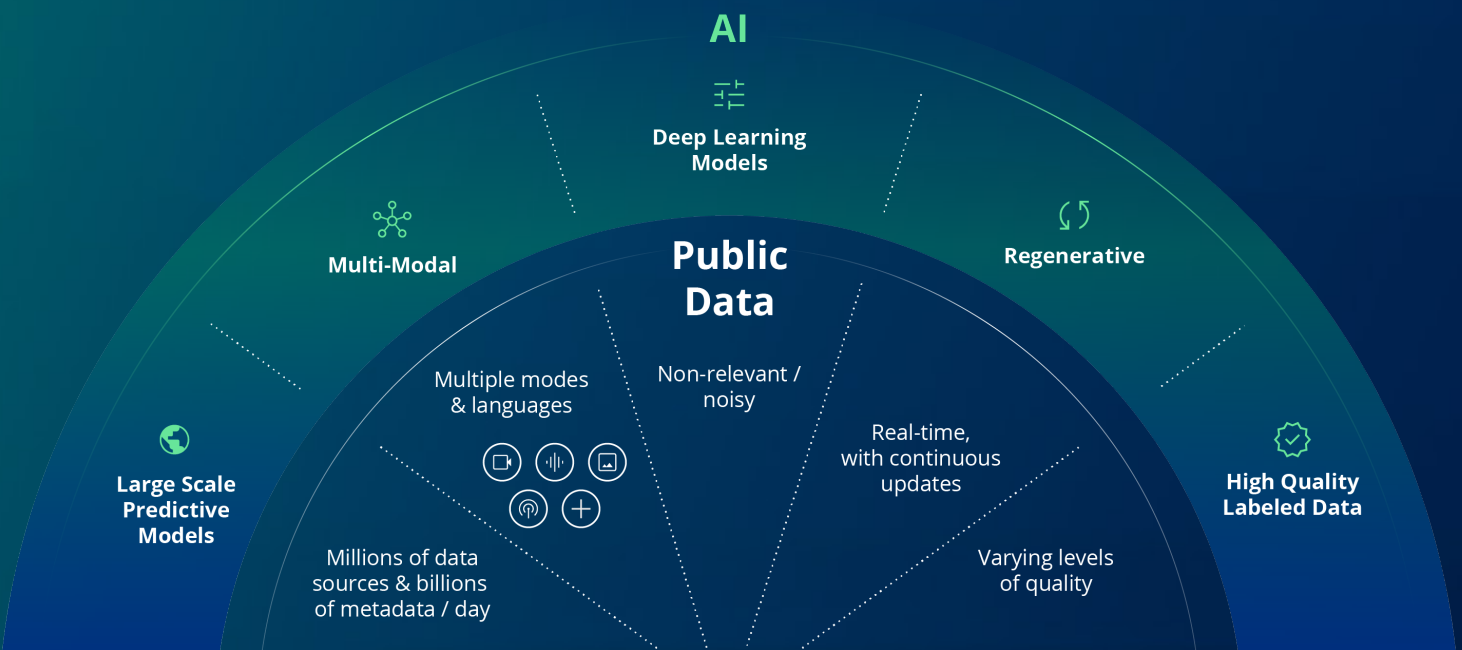 AI
Deep Learning
Models
Multi-Modal
Regenerative
Large Scale
Predictive
Models
High Quality
Labeled Data
Public
Data
Multiple modes
& languages
Non-relevant /
noisy
Real-time,
with continuous
updates
Millions of data
sources & billions
of metadata / day
Varying levels
of quality